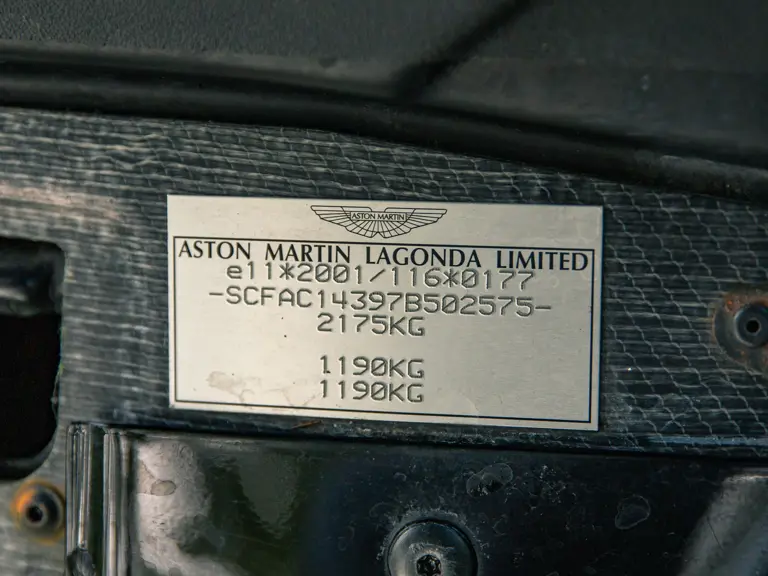 ASTON MARTIN
ASTON MARTIN LAGONDA LIMITED
e11*2001/116*0177
-SCFAC14397B502575-
2175KG
1190KG
1190KG